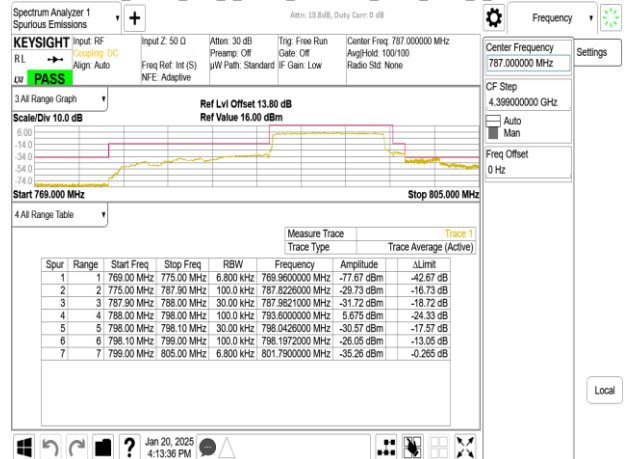 Spectrum Analyzer 1
Spurious Emissions
Attn: 13.8dB, Duty Corr: 0 dB
Frequency
KEYSIGHT
RL
LXI
PASS
Input: RF
Coupling: DC
Align: Auto
Input Z: 50 Ω
Freq Ref: Int (S)
NFE: Adaptive
Atten: 30 dB
Preamp: Off
µW Path: Standard
Trig: Free Run
Gate: Off
IF Gain: Low
Center Freq: 787.000000 MHz
Avg|Hold: 100/100
Radio Std: None
Center Frequency
787.000000 MHz
Settings
CF Step
4.399000000 GHz
Auto
Man
Freq Offset
0 Hz
Local
3 All Range Graph
Scale/Div 10.0 dB
Ref Lvl Offset 13.80 dB
Ref Value 16.00 dBm
6.00
-14.0
-34.0
-54.0
-74.0
Start 769.000 MHz
Stop 805.000 MHz
4 All Range Table
Measure Trace Trace 1
Trace Type Trace Average (Active)
Spur Range Start Freq Stop Freq RBW Frequency Amplitude ΔLimit
1 1 769.00 MHz 775.00 MHz 6.800 kHz 769.9600000 MHz -77.67 dBm -42.67 dB
2 2 775.00 MHz 787.90 MHz 100.0 kHz 787.8226000 MHz -29.73 dBm -16.73 dB
3 3 787.90 MHz 788.00 MHz 30.00 kHz 787.9821000 MHz -31.72 dBm -18.72 dB
4 4 788.00 MHz 798.00 MHz 100.0 kHz 793.6000000 MHz 5.675 dBm -24.33 dB
5 5 798.00 MHz 798.10 MHz 30.00 kHz 798.0426000 MHz -30.57 dBm -17.57 dB
6 6 798.10 MHz 799.00 MHz 100.0 kHz 798.1972000 MHz -26.05 dBm -13.05 dB
7 7 799.00 MHz 805.00 MHz 6.800 kHz 801.7900000 MHz -35.26 dBm -0.265 dB
Jan 20, 2025
4:13:36 PM